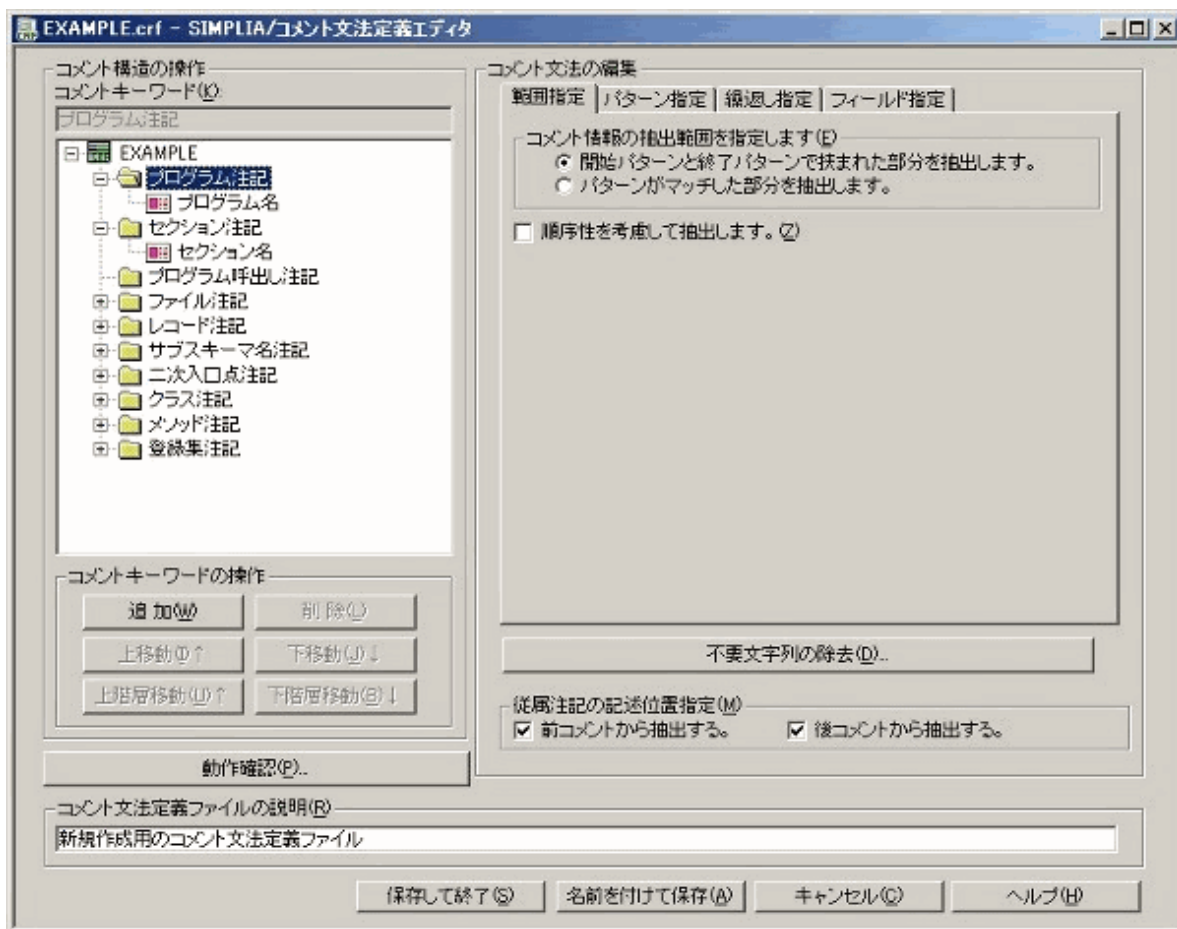 EXAMPLE.crf - SIMPLIA/コメント文法定義エディタ
コメント構造の操作
コメントキーワード(K):
プログラム注記
EXAMPLE
プログラム注記
プログラム名
セクション注記
セクション名
プログラム呼出し注記
ファイル注記
レコード注記
サブスキーマ名注記
二次入口点注記
クラス注記
メソッド注記
登録集注記
コメントキーワードの操作
追加(W)
削除(L)
上移動(I)↑
下移動(J)↓
上階層移動(U)↑
下階層移動(B)↓
動作確認(P)...
コメント文法の編集
範囲指定
パターン指定
繰返し指定
フィールド指定
コメント情報の抽出範囲を指定します(E)
開始パターンと終了パターンで挟まれた部分を抽出します。
パターンがマッチした部分を抽出します。
順序性を考慮して抽出します。(Z)
不要文字列の除去(D)...
従属注記の記述位置指定(M)
前コメントから抽出する。
後コメントから抽出する。
コメント文法定義ファイルの説明(R)
新規作成用のコメント文法定義ファイル
保存して終了(S)
名前を付けて保存(A)
キャンセル(C)
ヘルプ(H)